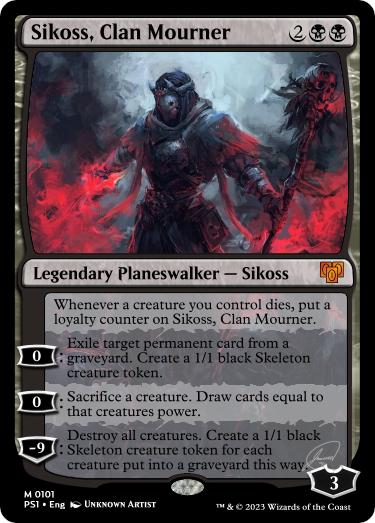 Sikoss, Clan Mourner 2
Legendary Planeswalker — Sikoss
Whenever a creature you control dies, put a
loyalty counter on Sikoss, Clan Mourner.
0: Exile target permanent card from a
graveyard. Create a 1/1 black Skeleton
creature token.
0: Sacrifice a creature. Draw cards equal to
that creatures power.
-9: Destroy all creatures. Create a 1/1 black
Skeleton creature token for each
creature put into a graveyard this way.
3
M 0101
PS1 • Eng Unknown Artist
™ & © 2023 Wizards of the Coast